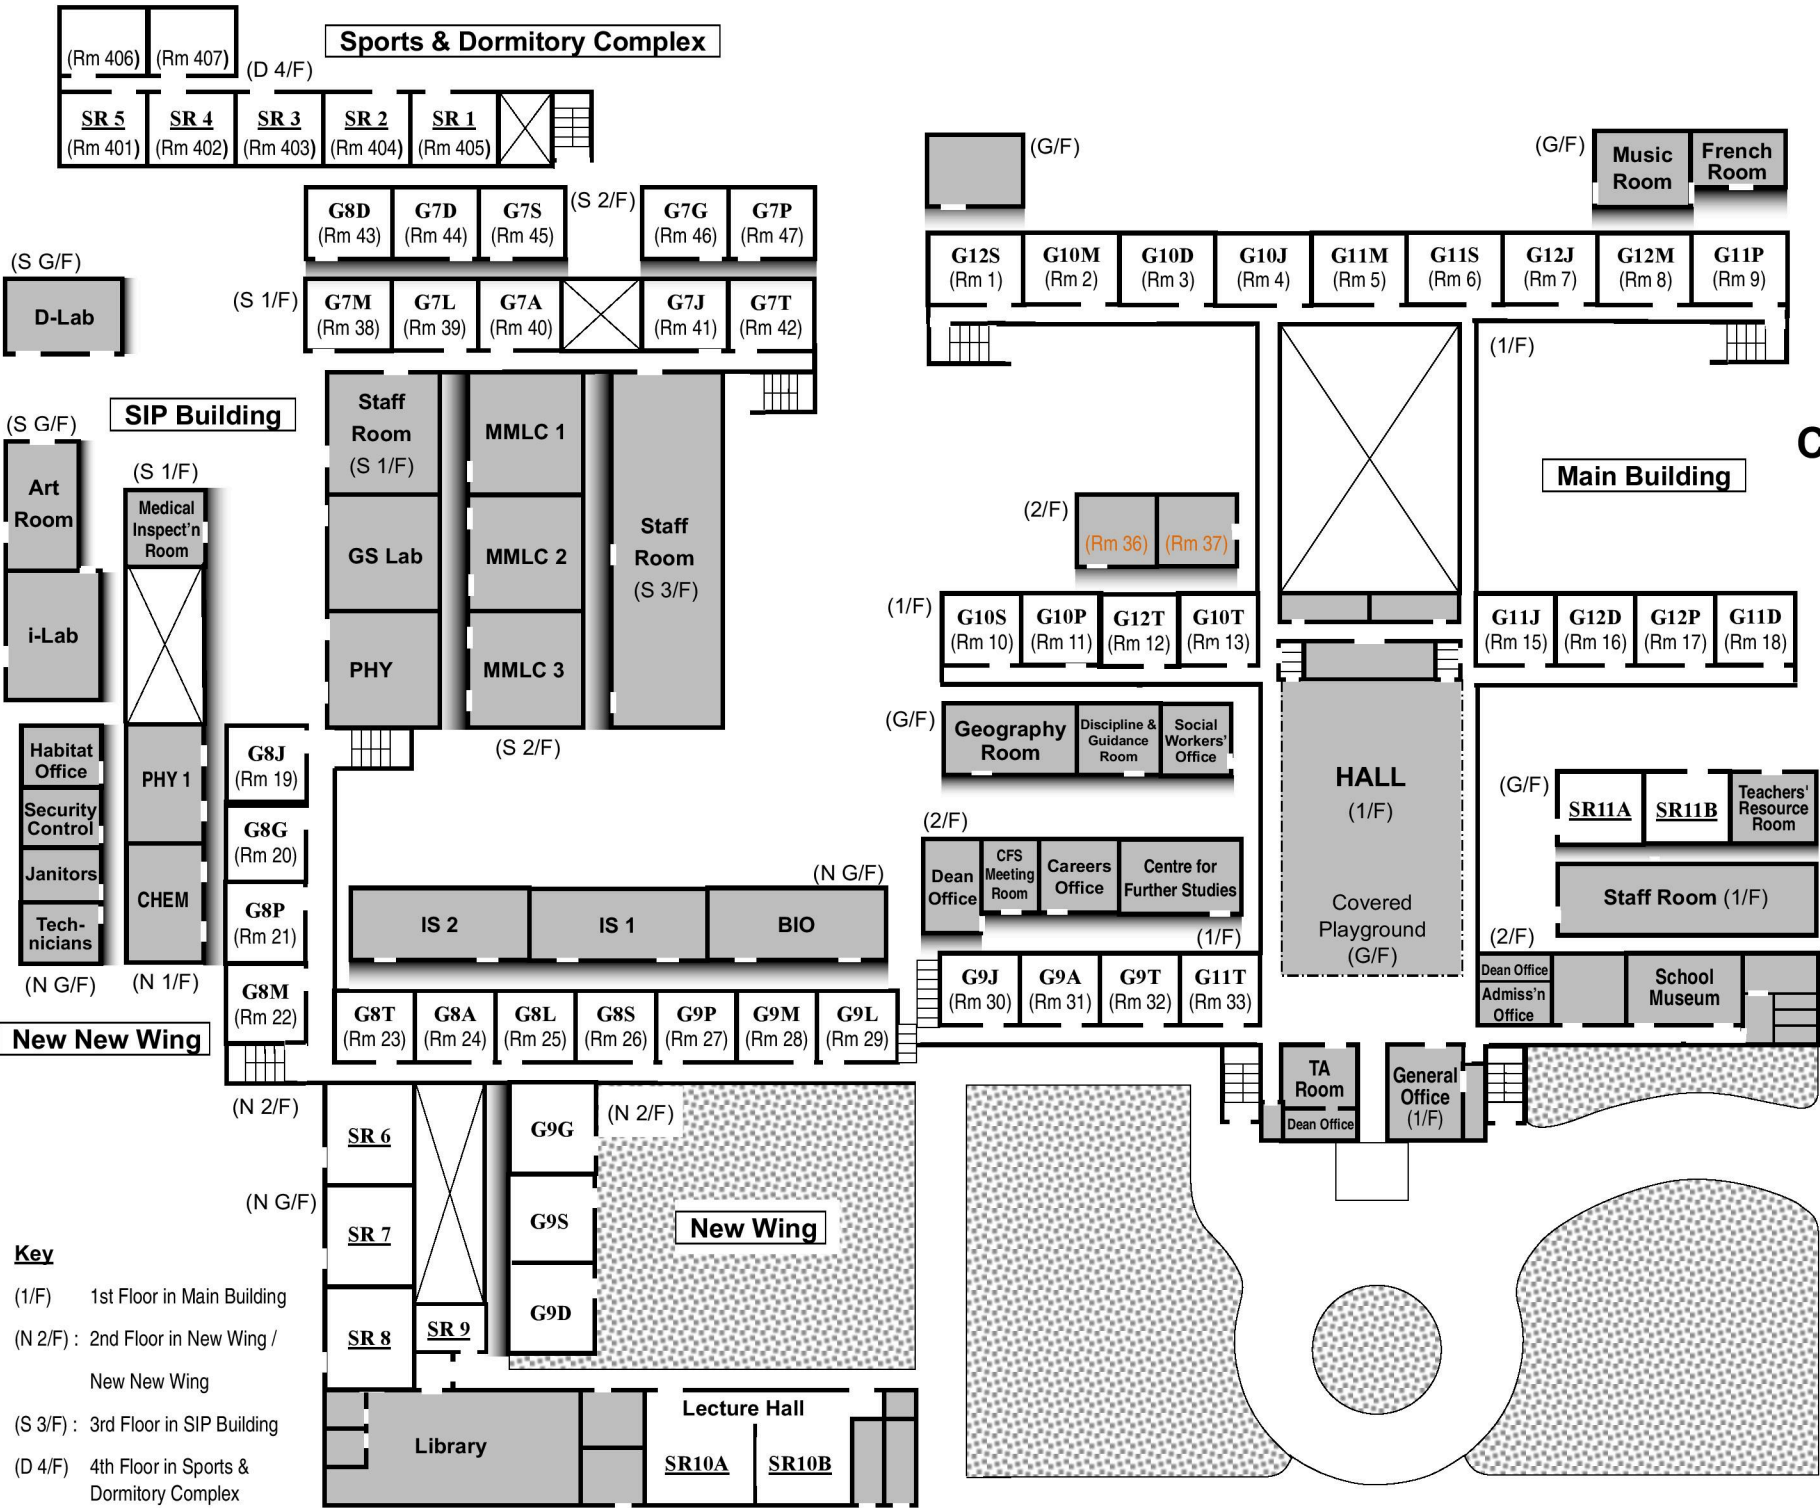 Sports & Dormitory Complex
(Rm 406) (Rm 407)
(D 4/F)
SR 5 SR 4 SR 3 SR 2 SR 1
(Rm 401) (Rm 402) (Rm 403) (Rm 404) (Rm 405)
G8D G7D G7S (S 2/F) G7G G7P
(Rm 43) (Rm 44) (Rm 45) (Rm 46) (Rm 47)
(S G/F)
D-Lab
(S 1/F)
G7M G7L G7A G7J G7T
(Rm 38) (Rm 39) (Rm 40) (Rm 41) (Rm 42)
SIP Building
(S G/F)
Art
Room
i-Lab
(S 1/F)
Medical
Inspect'n
Room
Staff
Room
(S 1/F)
GS Lab
PHY
MMLC 1
MMLC 2
MMLC 3
(S 2/F)
Staff
Room
(S 3/F)
Habitat
Office
Security
Control
Janitors
Tech-
nicians
(N G/F)
PHY 1
CHEM
(N 1/F)
New New Wing
G8J
(Rm 19)
G8G
(Rm 20)
G8P
(Rm 21)
G8M
(Rm 22)
(N G/F)
IS 2 IS 1 BIO
G8T G8A G8L G8S G9P G9M G9L
(Rm 23) (Rm 24) (Rm 25) (Rm 26) (Rm 27) (Rm 28) (Rm 29)
(N 2/F)
SR 6
(N G/F)
SR 7
SR 8
SR 9
G9G
(N 2/F)
G9S
G9D
New Wing
Library
Lecture Hall
SR10A SR10B
Key
(1/F) 1st Floor in Main Building
(N 2/F) : 2nd Floor in New Wing /
New New Wing
(S 3/F) : 3rd Floor in SIP Building
(D 4/F) 4th Floor in Sports &
Dormitory Complex
(G/F)
(G/F)
Music
Room
French
Room
G12S G10M G10D G10J G11M G11S G12J G12M G11P
(Rm 1) (Rm 2) (Rm 3) (Rm 4) (Rm 5) (Rm 6) (Rm 7) (Rm 8) (Rm 9)
(1/F)
C
Main Building
(2/F)
(Rm 36) (Rm 37)
(1/F)
G10S G10P G12T G10T
(Rm 10) (Rm 11) (Rm 12) (Rm 13)
G11J G12D G12P G11D
(Rm 15) (Rm 16) (Rm 17) (Rm 18)
(G/F)
Geography
Room
Discipline &
Guidance
Room
Social
Workers'
Office
HALL
(1/F)
Covered
Playground
(G/F)
(G/F)
SR11A SR11B
Teachers'
Resource
Room
Staff Room (1/F)
(2/F)
Dean
Office
CFS
Meeting
Room
Careers
Office
Centre for
Further Studies
(1/F)
G9J G9A G9T G11T
(Rm 30) (Rm 31) (Rm 32) (Rm 33)
(2/F)
Dean Office
Admiss'n
Office
School
Museum
TA
Room
Dean Office
General
Office
(1/F)